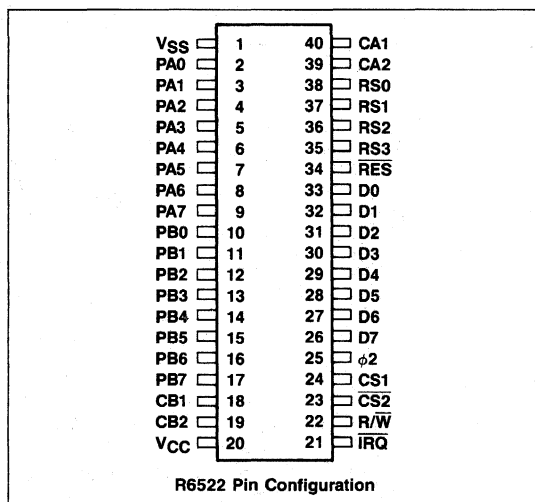 VSS 1 40 CA1
PA0 2 39 CA2
PA1 3 38 RS0
PA2 4 37 RS1
PA3 5 36 RS2
PA4 6 35 RS3
PA5 7 34 R̅E̅S̅
PA6 8 33 D0
PA7 9 32 D1
PB0 10 31 D2
PB1 11 30 D3
PB2 12 29 D4
PB3 13 28 D5
PB4 14 27 D6
PB5 15 26 D7
PB6 16 25 ϕ2
PB7 17 24 CS1
CB1 18 23 C̅S̅2̅
CB2 19 22 R/W̅
VCC 20 21 I̅R̅Q̅
R6522 Pin Configuration